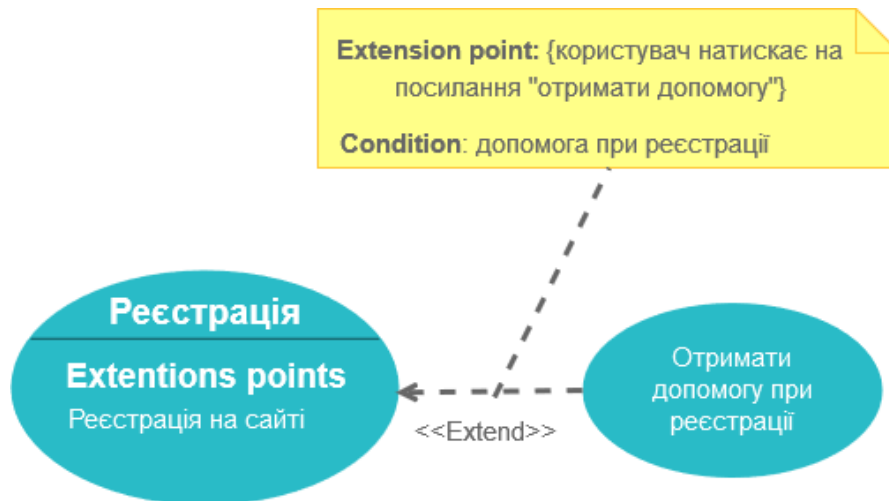 Extension point: {користувач натискає на
посилання "отримати допомогу"}
Condition: допомога при реєстрації
Реєстрація
Extentions points
Реєстрація на сайті
<<Extend>>
Отримати
допомогу при
реєстрації